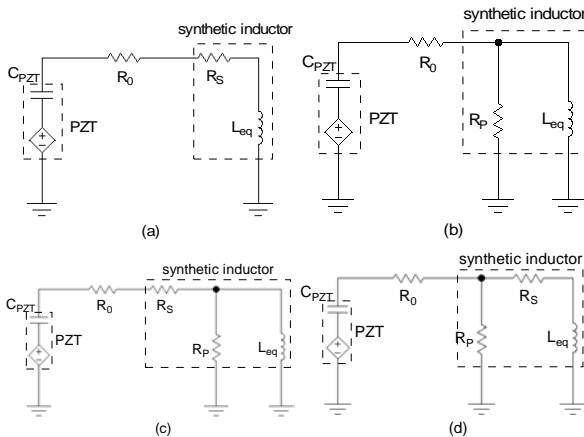 synthetic inductor
C_PZT
R_0
R_S
PZT
L_eq
(a)
synthetic inductor
C_PZT
R_0
PZT
R_P
L_eq
(b)
synthetic inductor
C_PZT
R_0
R_S
PZT
R_P
L_eq
(c)
synthetic inductor
C_PZT
R_0
R_S
PZT
R_P
L_eq
(d)